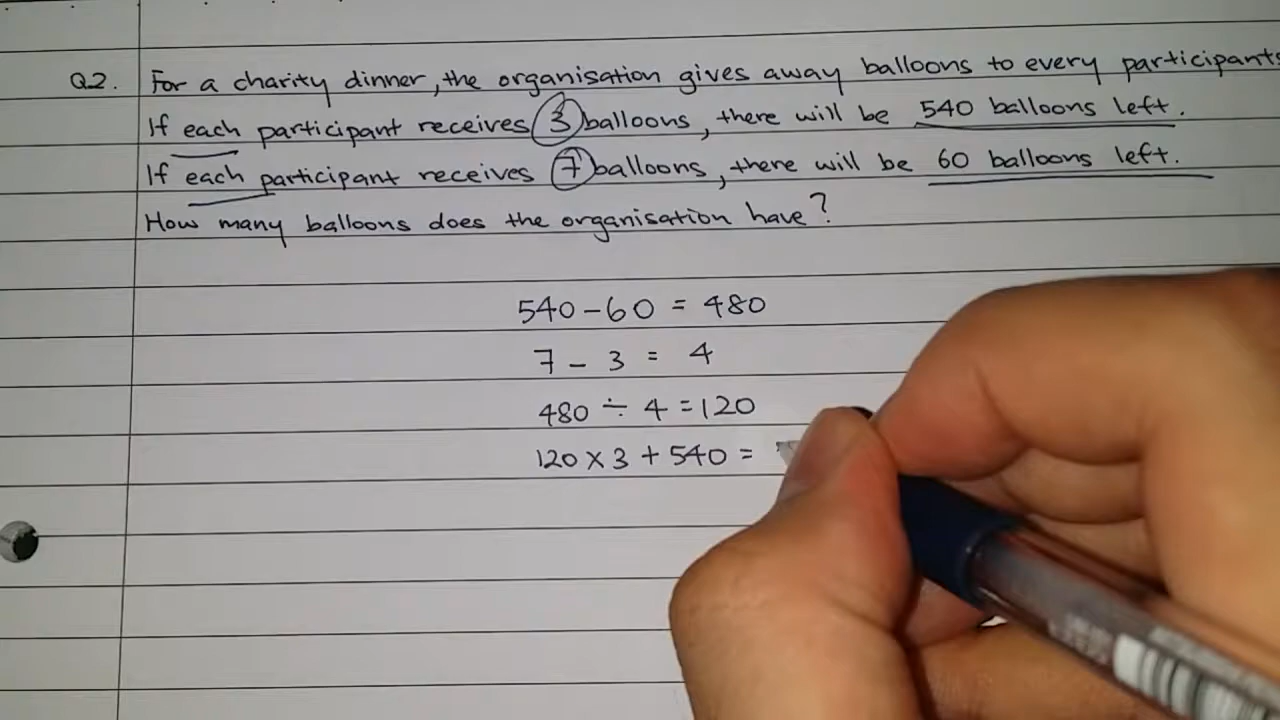 Q2. For a charity dinner, the organisation gives away balloons to every participants
If each participant receives 3 balloons, there will be 540 balloons left.
If each participant receives 7 balloons, there will be 60 balloons left.
How many balloons does the organisation have?
540 - 60 = 480
7 - 3 = 4
480 ÷ 4 = 120
120 x 3 + 540 =